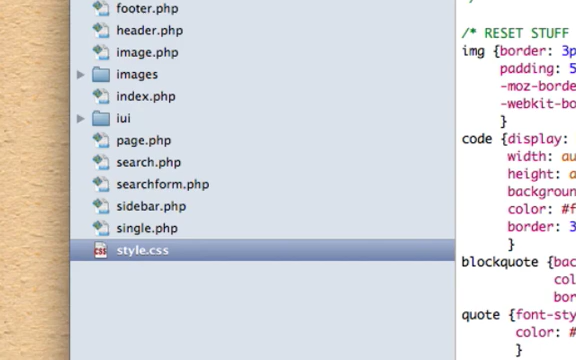 footer.php
header.php
image.php
images
index.php
iui
page.php
search.php
searchform.php
sidebar.php
single.php
style.css
/* RESET STUFF
img {border: 3p
padding: 5
-moz-borde
-webkit-bo
}
code {display:
width: au
height: a
background
color: #f
border: 3
}
blockquote {bac
col
bor
quote {font-sty
color: #
}